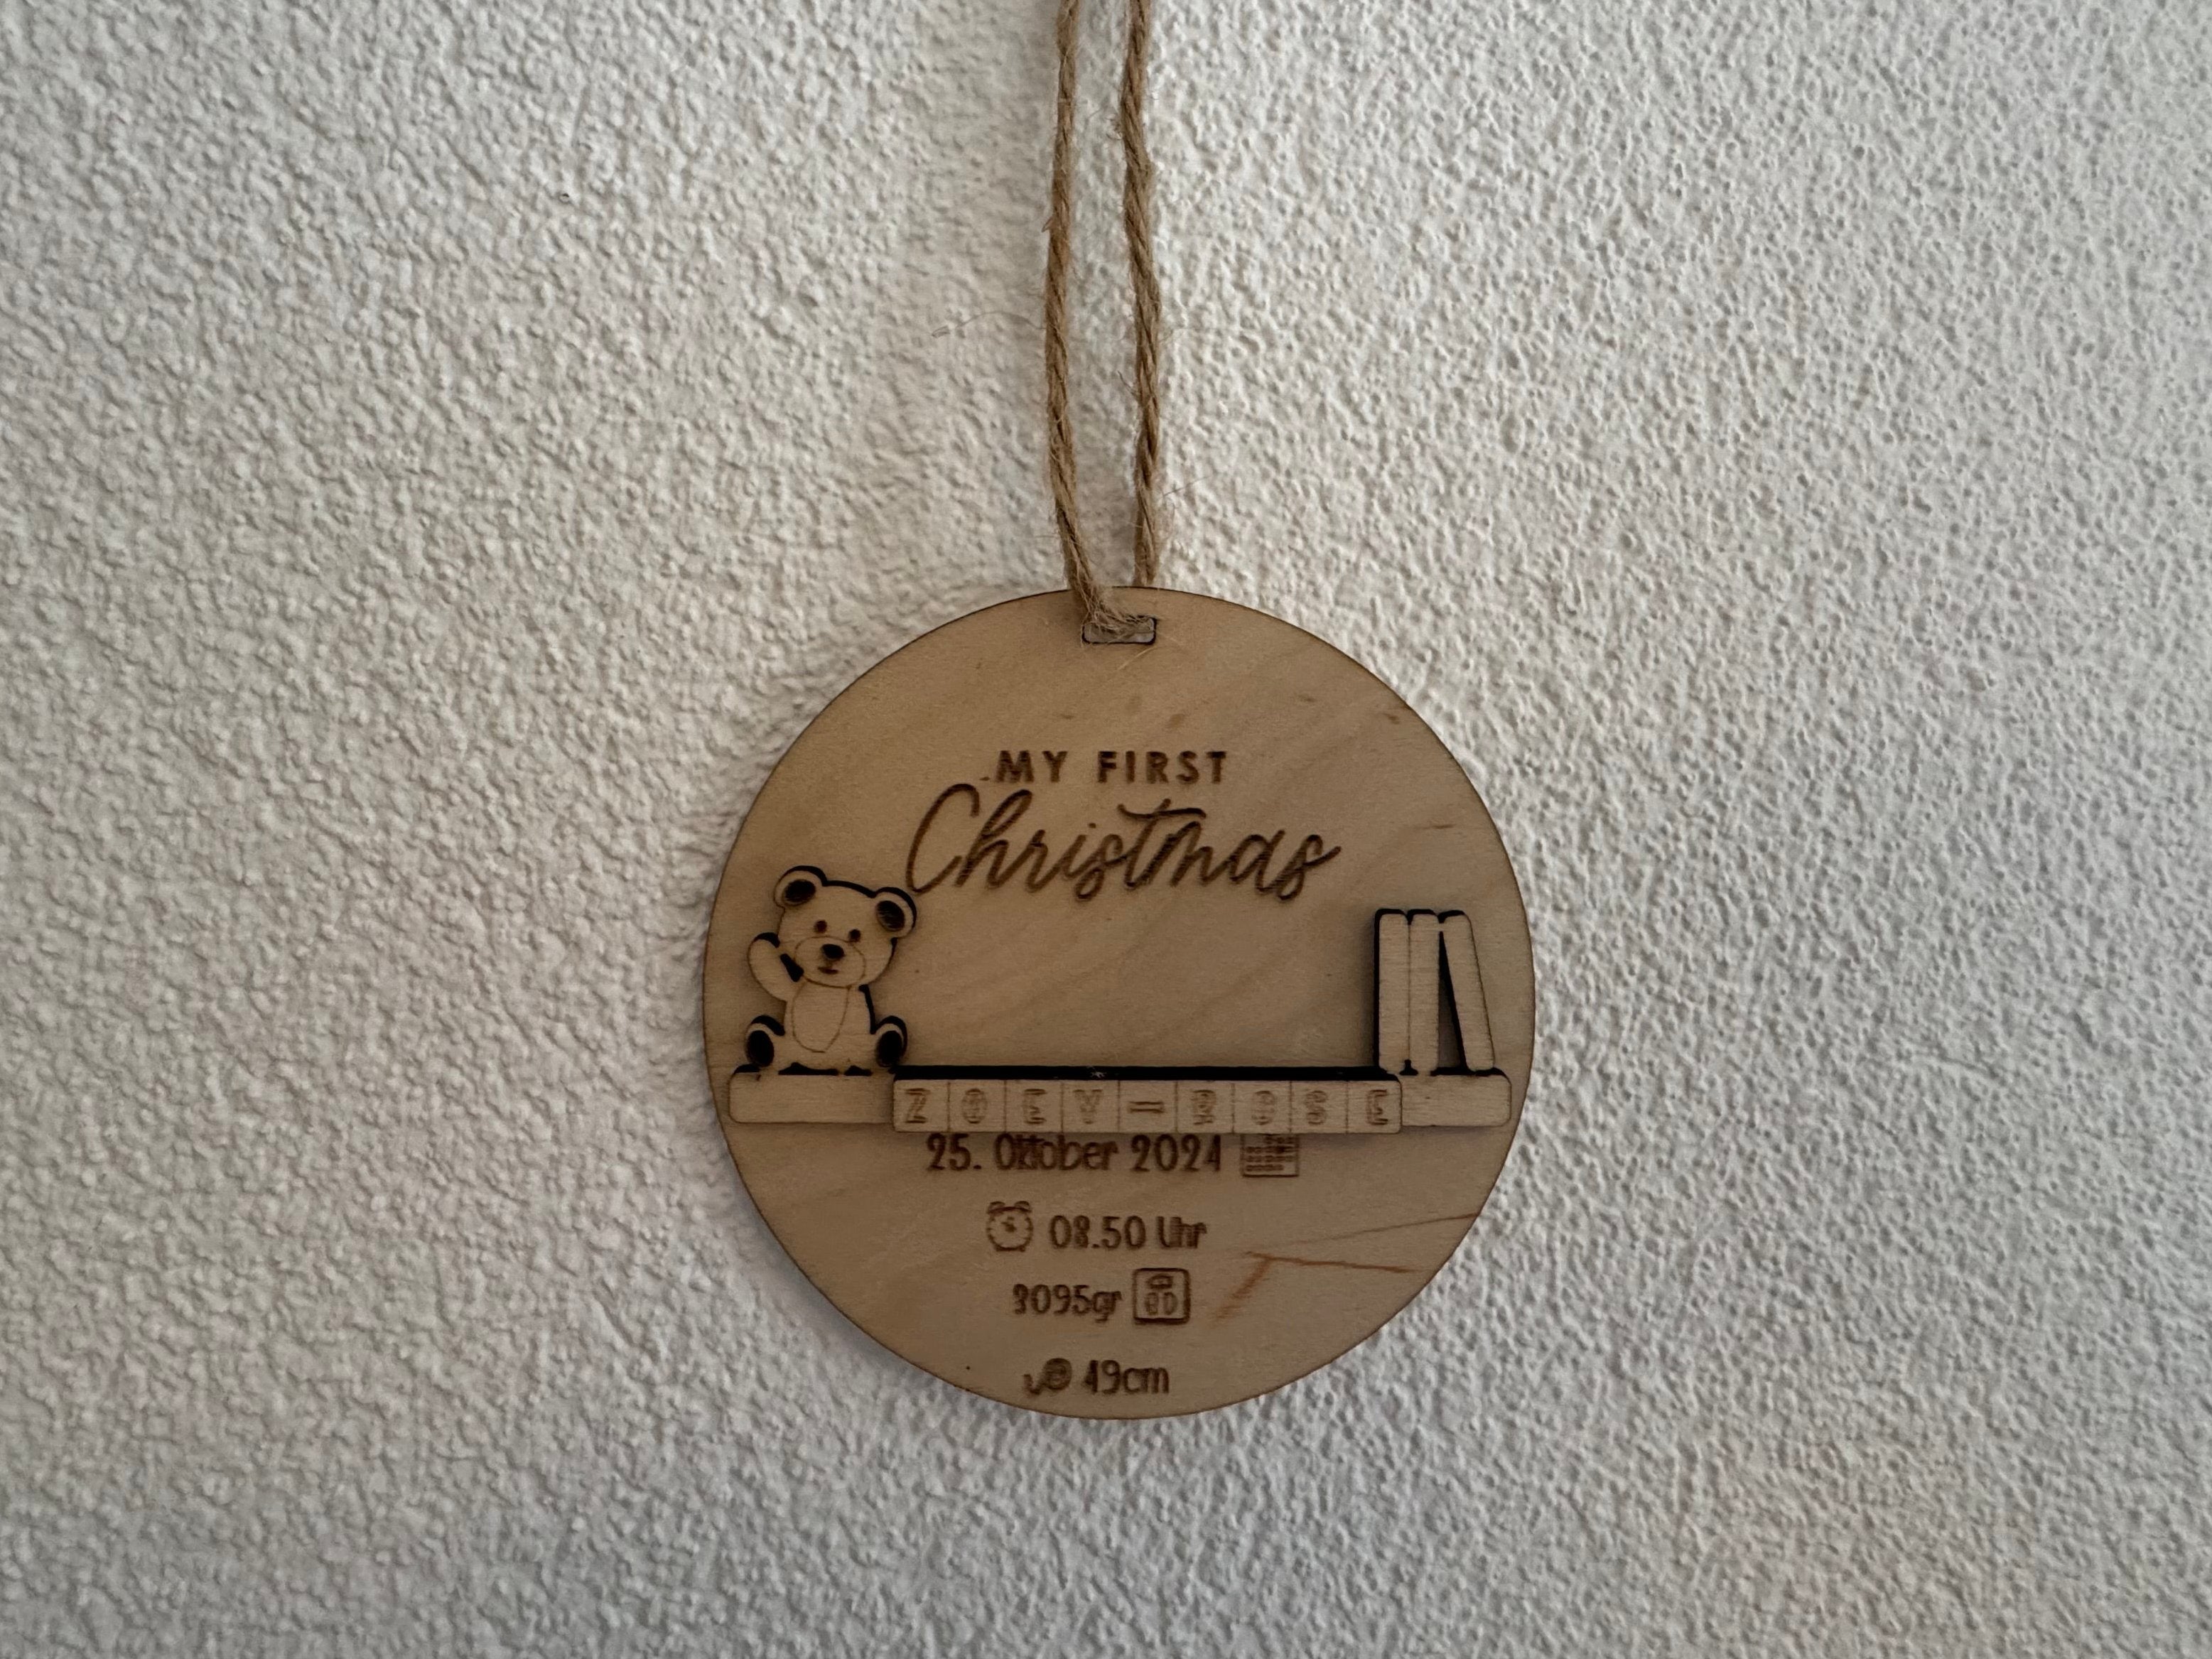 MY FIRST
Christmas
ZOEY-ROSE
25. Oktober 2024
08.50 Uhr
3095gr
49cm